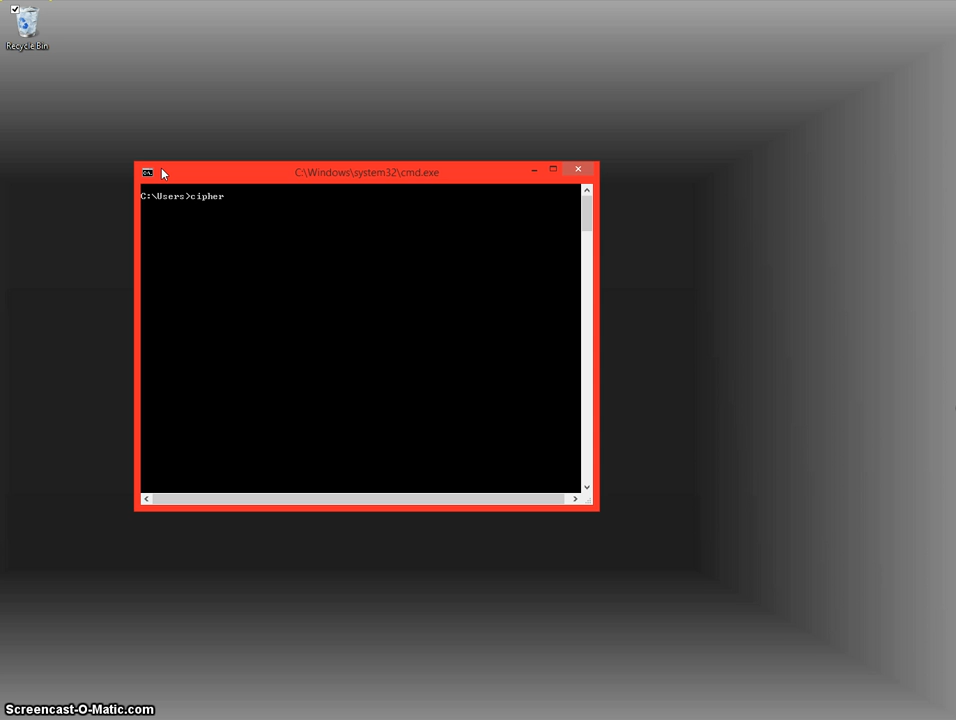 Recycle Bin
C:\Windows\system32\cmd.exe
C:\Users>cipher
Screencast-O-Matic.com